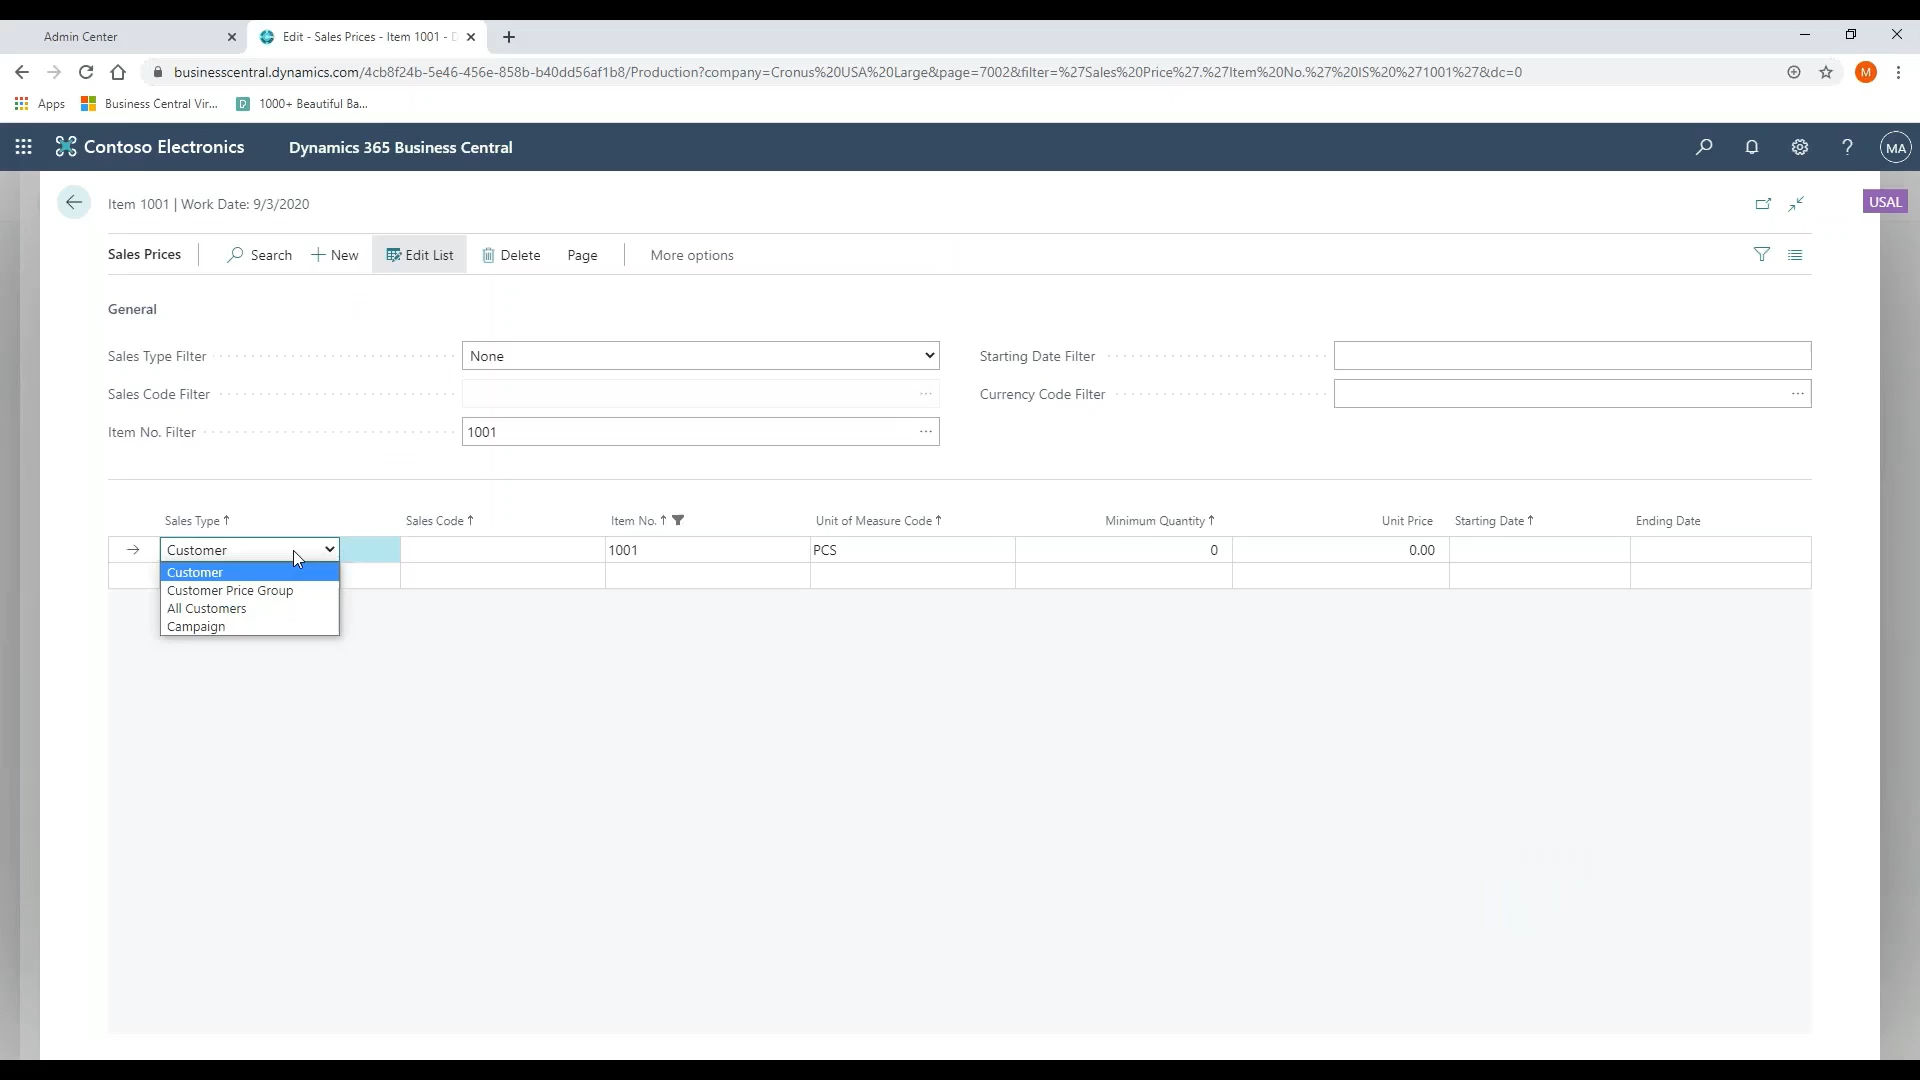 Admin Center
Edit - Sales Prices - Item 1001 - D
businesscentral.dynamics.com/4cb8f24b-5e46-456e-858b-b40dd56af1b8/Production?company=Cronus%20USA%20Large&page=7002&filter=%27Sales%20Price%27.%27Item%20No.%27%20IS%20%271001%27&dc=0
M
Apps
Business Central Vir...
D
1000+ Beautiful Ba...
Contoso Electronics
Dynamics 365 Business Central
?
MA
Item 1001 | Work Date: 9/3/2020
USAL
Sales Prices
Search
New
Edit List
Delete
Page
More options
General
Sales Type Filter
None
Starting Date Filter
Sales Code Filter
Currency Code Filter
Item No. Filter
1001
Sales Type
Sales Code
Item No.
Unit of Measure Code
Minimum Quantity
Unit Price
Starting Date
Ending Date
Customer
1001
PCS
0
0.00
Customer
Customer Price Group
All Customers
Campaign